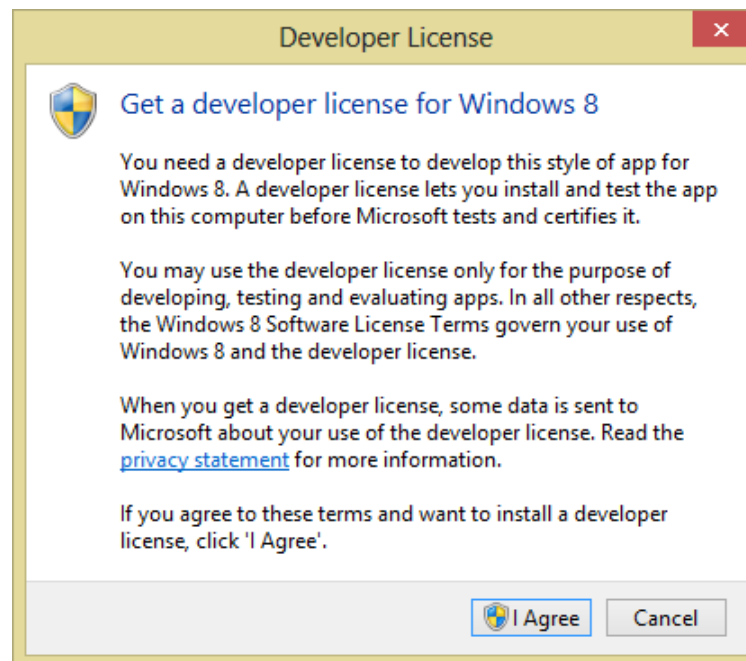 Developer License
Get a developer license for Windows 8
You need a developer license to develop this style of app for
Windows 8. A developer license lets you install and test the app
on this computer before Microsoft tests and certifies it.
You may use the developer license only for the purpose of
developing, testing and evaluating apps. In all other respects,
the Windows 8 Software License Terms govern your use of
Windows 8 and the developer license.
When you get a developer license, some data is sent to
Microsoft about your use of the developer license. Read the
privacy statement for more information.
If you agree to these terms and want to install a developer
license, click 'I Agree'.
I Agree Cancel